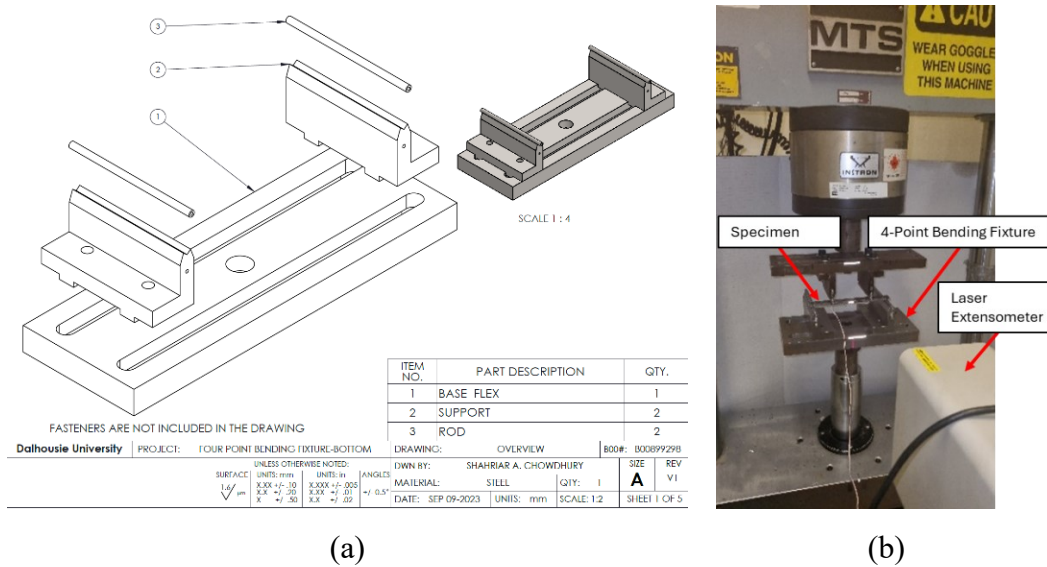 3
2
1
SCALE 1 : 4
FASTENERS ARE NOT INCLUDED IN THE DRAWING
ITEM NO. PART DESCRIPTION QTY.
1 BASE FLEX 1
2 SUPPORT 2
3 ROD 2
Dalhousie University PROJECT: FOUR POINT BENDING FIXTURE-BOTTOM DRAWING: OVERVIEW B00#: B00899298
UNLESS OTHERWISE NOTED:
SURFACE UNITS: mm UNITS: in ANGLES
1.6 μm
X.XX +/- .10 X.XXX +/- .005 +/ 0.5°
X.X +/ .20 X.XX +/ .01
X +/ .50 X.X +/ .02
DWN BY: SHAHRIAR A. CHOWDHURY SIZE REV
MATERIAL: STEEL QTY: 1 A V1
DATE: SEP 09-2023 UNITS: mm SCALE: 1:2 SHEET 1 OF 5
(a)
CAU
MTS
WEAR GOGGLE
WHEN USING
THIS MACHINE
INSTRON
Specimen
4-Point Bending Fixture
Laser
Extensometer
(b)